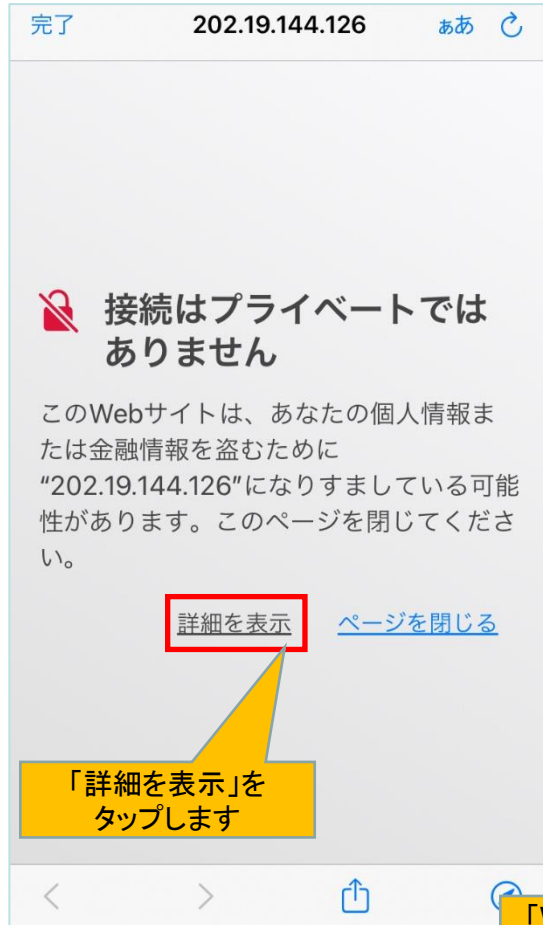 完了 202.19.144.126 ぁあ
接続はプライベートでは
ありません
このWebサイトは、あなたの個人情報ま
たは金融情報を盗むために
“202.19.144.126”になりすましている可能
性があります。このページを閉じてくださ
い。
詳細を表示 ページを閉じる
「詳細を表示」を
タップします